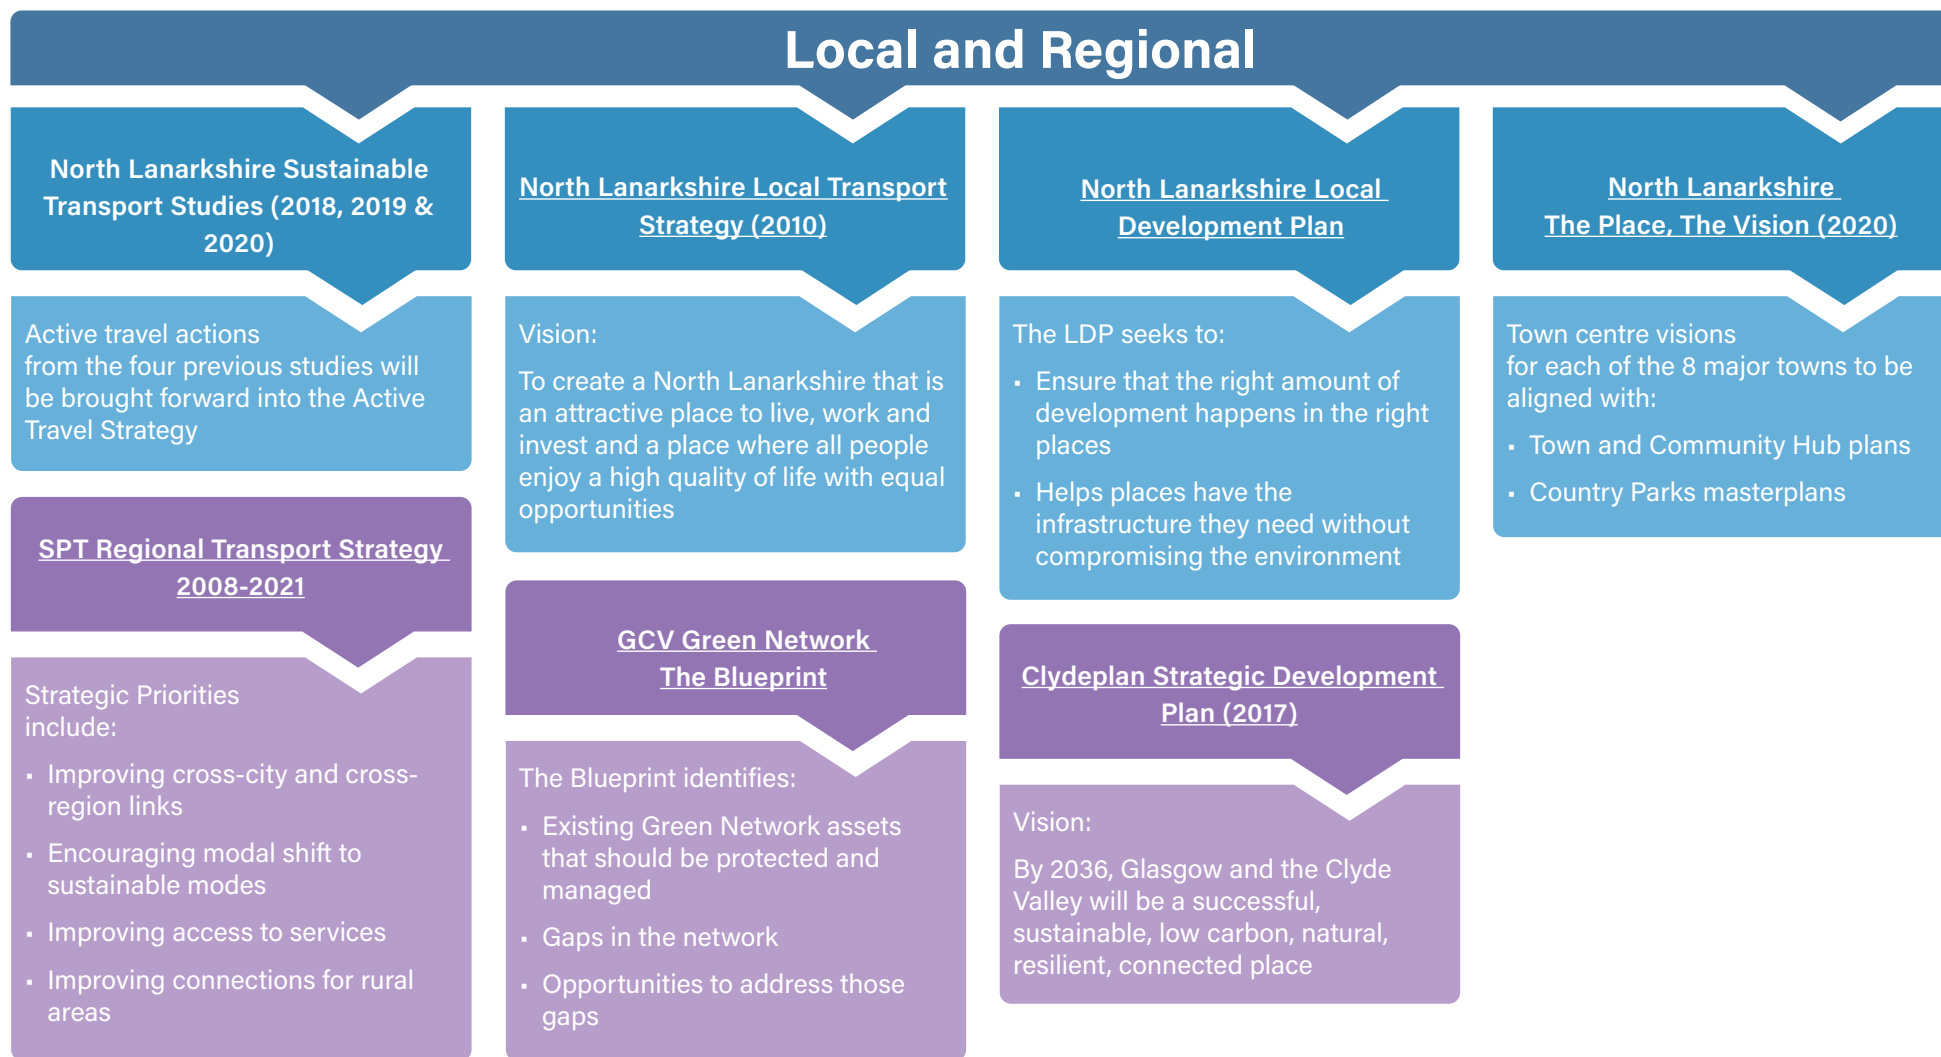 Local and Regional
North Lanarkshire Sustainable
Transport Studies (2018, 2019 &
2020)
Active travel actions
from the four previous studies will
be brought forward into the Active
Travel Strategy
SPT Regional Transport Strategy
2008-2021
Strategic Priorities
include:
▪ Improving cross-city and cross-
region links
▪ Encouraging modal shift to
sustainable modes
▪ Improving access to services
▪ Improving connections for rural
areas
North Lanarkshire Local Transport
Strategy (2010)
Vision:
To create a North Lanarkshire that is
an attractive place to live, work and
invest and a place where all people
enjoy a high quality of life with equal
opportunities
GCV Green Network
The Blueprint
The Blueprint identifies:
▪ Existing Green Network assets
that should be protected and
managed
▪ Gaps in the network
▪ Opportunities to address those
gaps
North Lanarkshire Local
Development Plan
The LDP seeks to:
▪ Ensure that the right amount of
development happens in the right
places
▪ Helps places have the
infrastructure they need without
compromising the environment
Clydeplan Strategic Development
Plan (2017)
Vision:
By 2036, Glasgow and the Clyde
Valley will be a successful,
sustainable, low carbon, natural,
resilient, connected place
North Lanarkshire
The Place, The Vision (2020)
Town centre visions
for each of the 8 major towns to be
aligned with:
▪ Town and Community Hub plans
▪ Country Parks masterplans